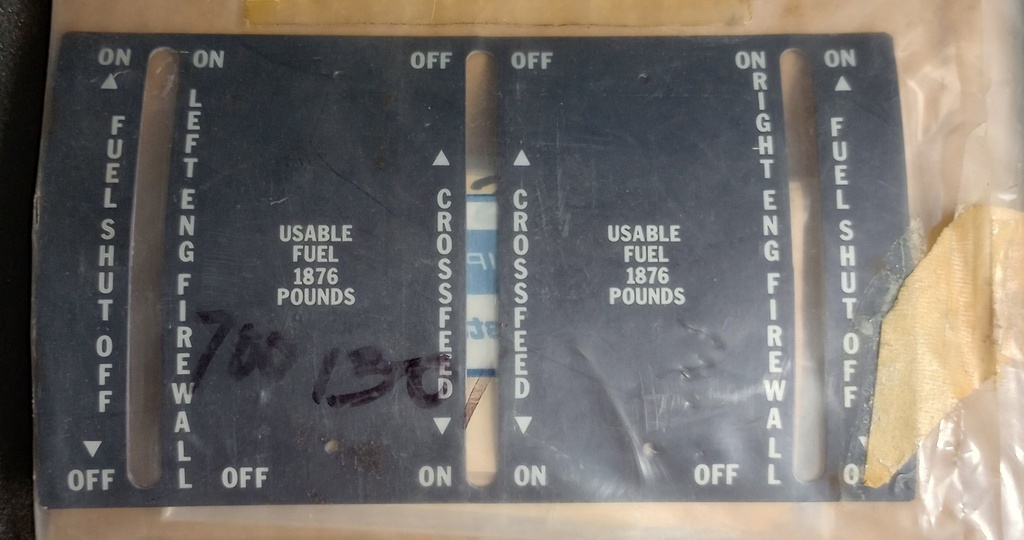 ON
ON
OFF
OFF
ON
ON
FUEL SHUT OFF
LEFT ENG FIREWALL
CROSSFEED
CROSSFEED
RIGHT ENG FIREWALL
FUEL SHUT OFF
USABLE
FUEL
1876
POUNDS
USABLE
FUEL
1876
POUNDS
OFF
OFF
ON
ON
OFF